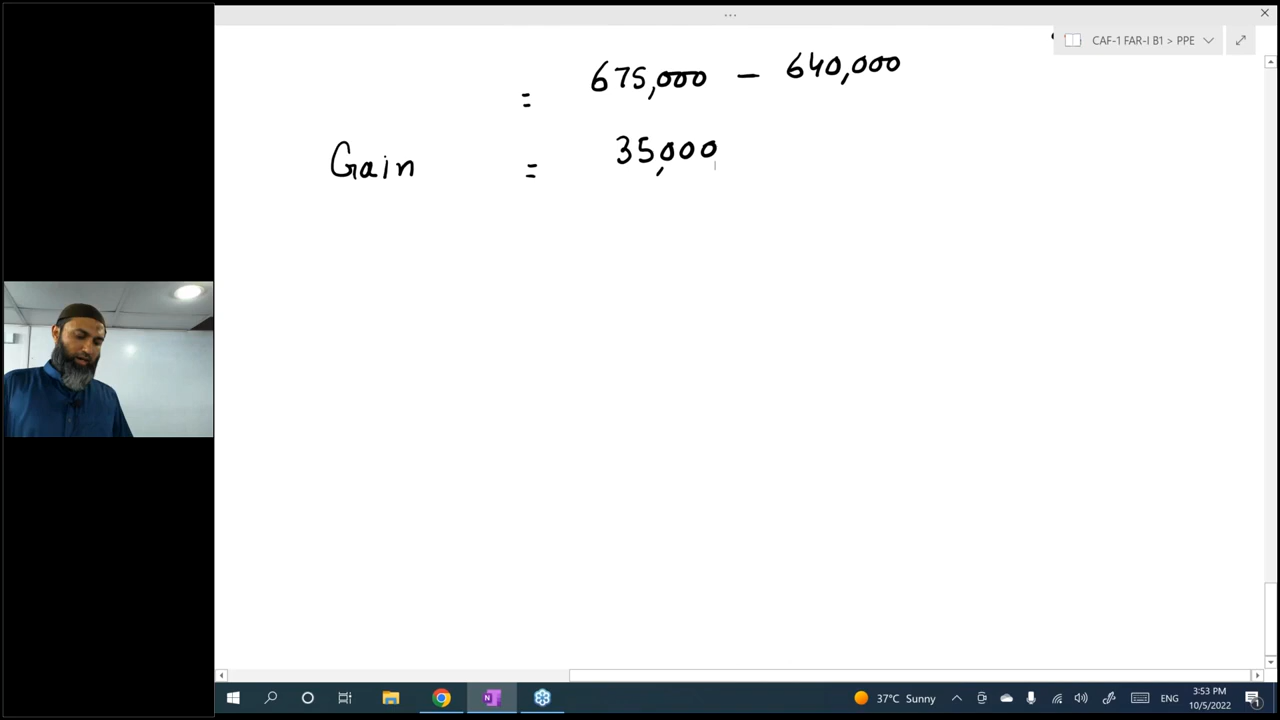 CAF-1 FAR-I B1 > PPE
= 675,000 - 640,000
Gain = 35,000
37°C Sunny
ENG
3:53 PM
10/5/2022